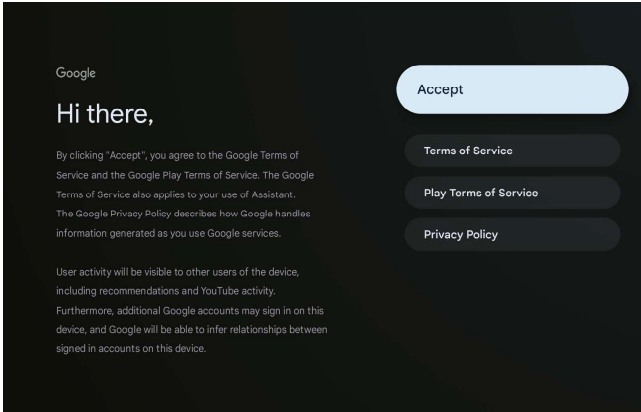 Google
Hi there,
By clicking "Accept", you agree to the Google Terms of
Service and the Google Play Terms of Service. The Google
Terms of Service also applies to your use of Assistant.
The Google Privacy Policy describes how Google handles
information generated as you use Google services.
User activity will be visible to other users of the device,
including recommendations and YouTube activity.
Furthermore, additional Google accounts may sign in on this
device, and Google will be able to infer relationships between
signed in accounts on this device.
Accept
Terms of Service
Play Terms of Service
Privacy Policy